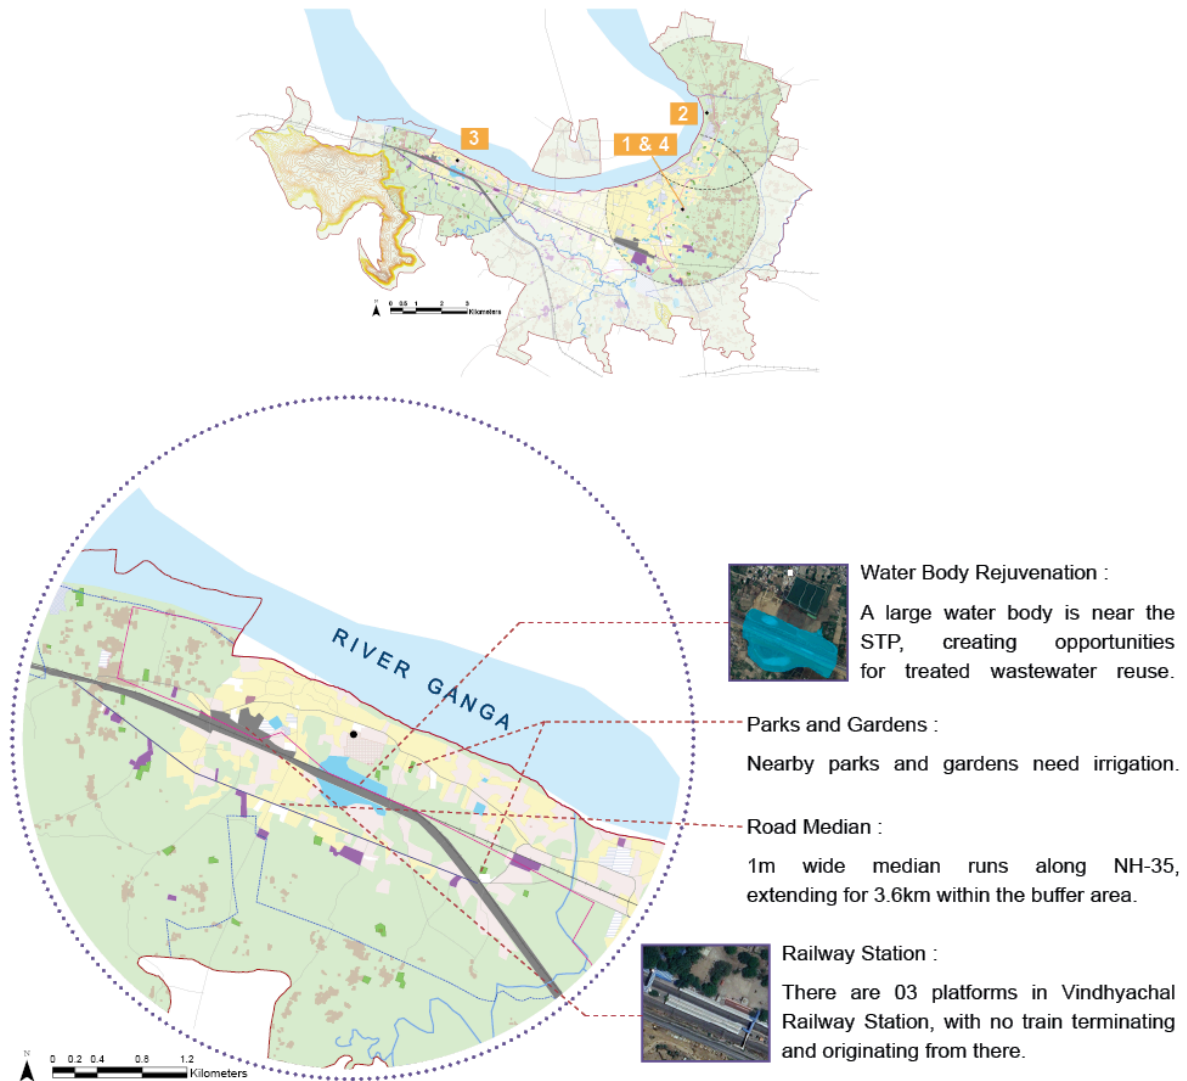 2
3
1 & 4
N
0 0.5 1 2 3
Kilometers
RIVER GANGA
Water Body Rejuvenation :
A large water body is near the
STP, creating opportunities
for treated wastewater reuse.
Parks and Gardens :
Nearby parks and gardens need irrigation.
Road Median :
1m wide median runs along NH-35,
extending for 3.6km within the buffer area.
Railway Station :
There are 03 platforms in Vindhyachal
Railway Station, with no train terminating
and originating from there.
N
0 0.2 0.4 0.8 1.2
Kilometers